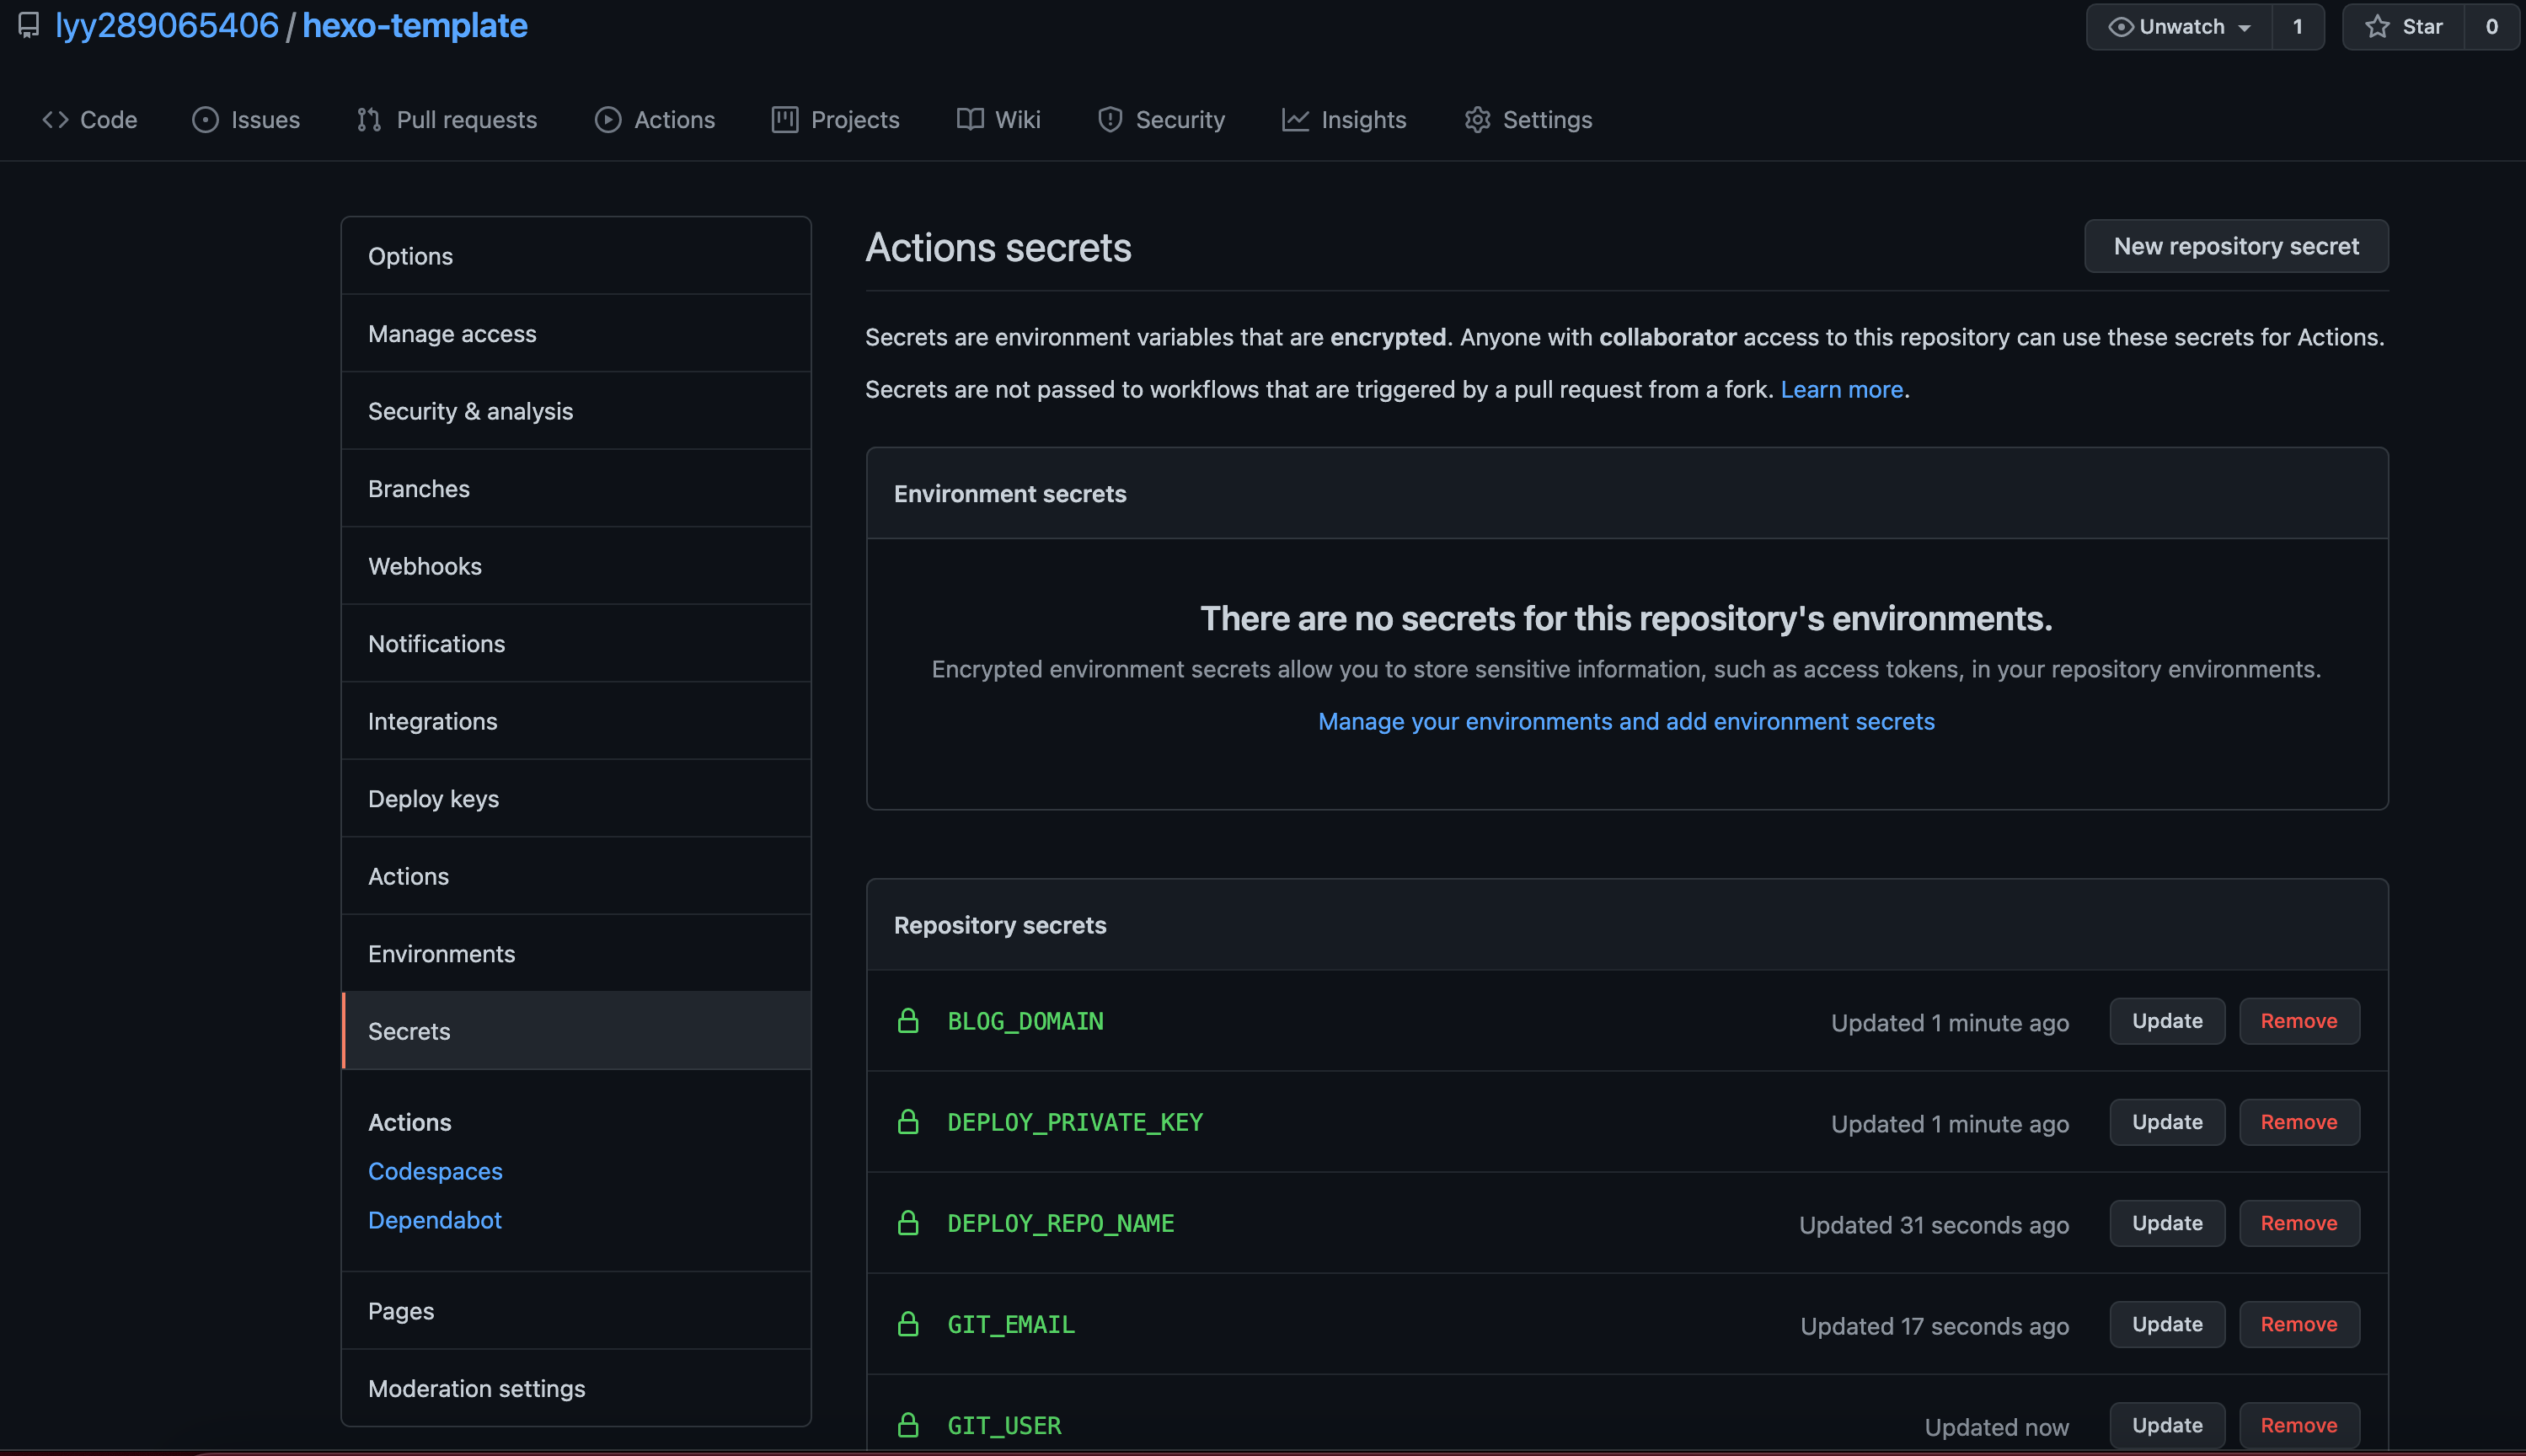 lyy289065406 / hexo-template
Unwatch 1 Star 0
Code Issues Pull requests Actions Projects Wiki Security Insights Settings
Options
Manage access
Security & analysis
Branches
Webhooks
Notifications
Integrations
Deploy keys
Actions
Environments
Secrets
Actions
Codespaces
Dependabot
Pages
Moderation settings
Actions secrets
New repository secret
Secrets are environment variables that are encrypted. Anyone with collaborator access to this repository can use these secrets for Actions.
Secrets are not passed to workflows that are triggered by a pull request from a fork. Learn more.
Environment secrets
There are no secrets for this repository's environments.
Encrypted environment secrets allow you to store sensitive information, such as access tokens, in your repository environments.
Manage your environments and add environment secrets
Repository secrets
BLOG_DOMAIN Updated 1 minute ago Update Remove
DEPLOY_PRIVATE_KEY Updated 1 minute ago Update Remove
DEPLOY_REPO_NAME Updated 31 seconds ago Update Remove
GIT_EMAIL Updated 17 seconds ago Update Remove
GIT_USER Updated now Update Remove